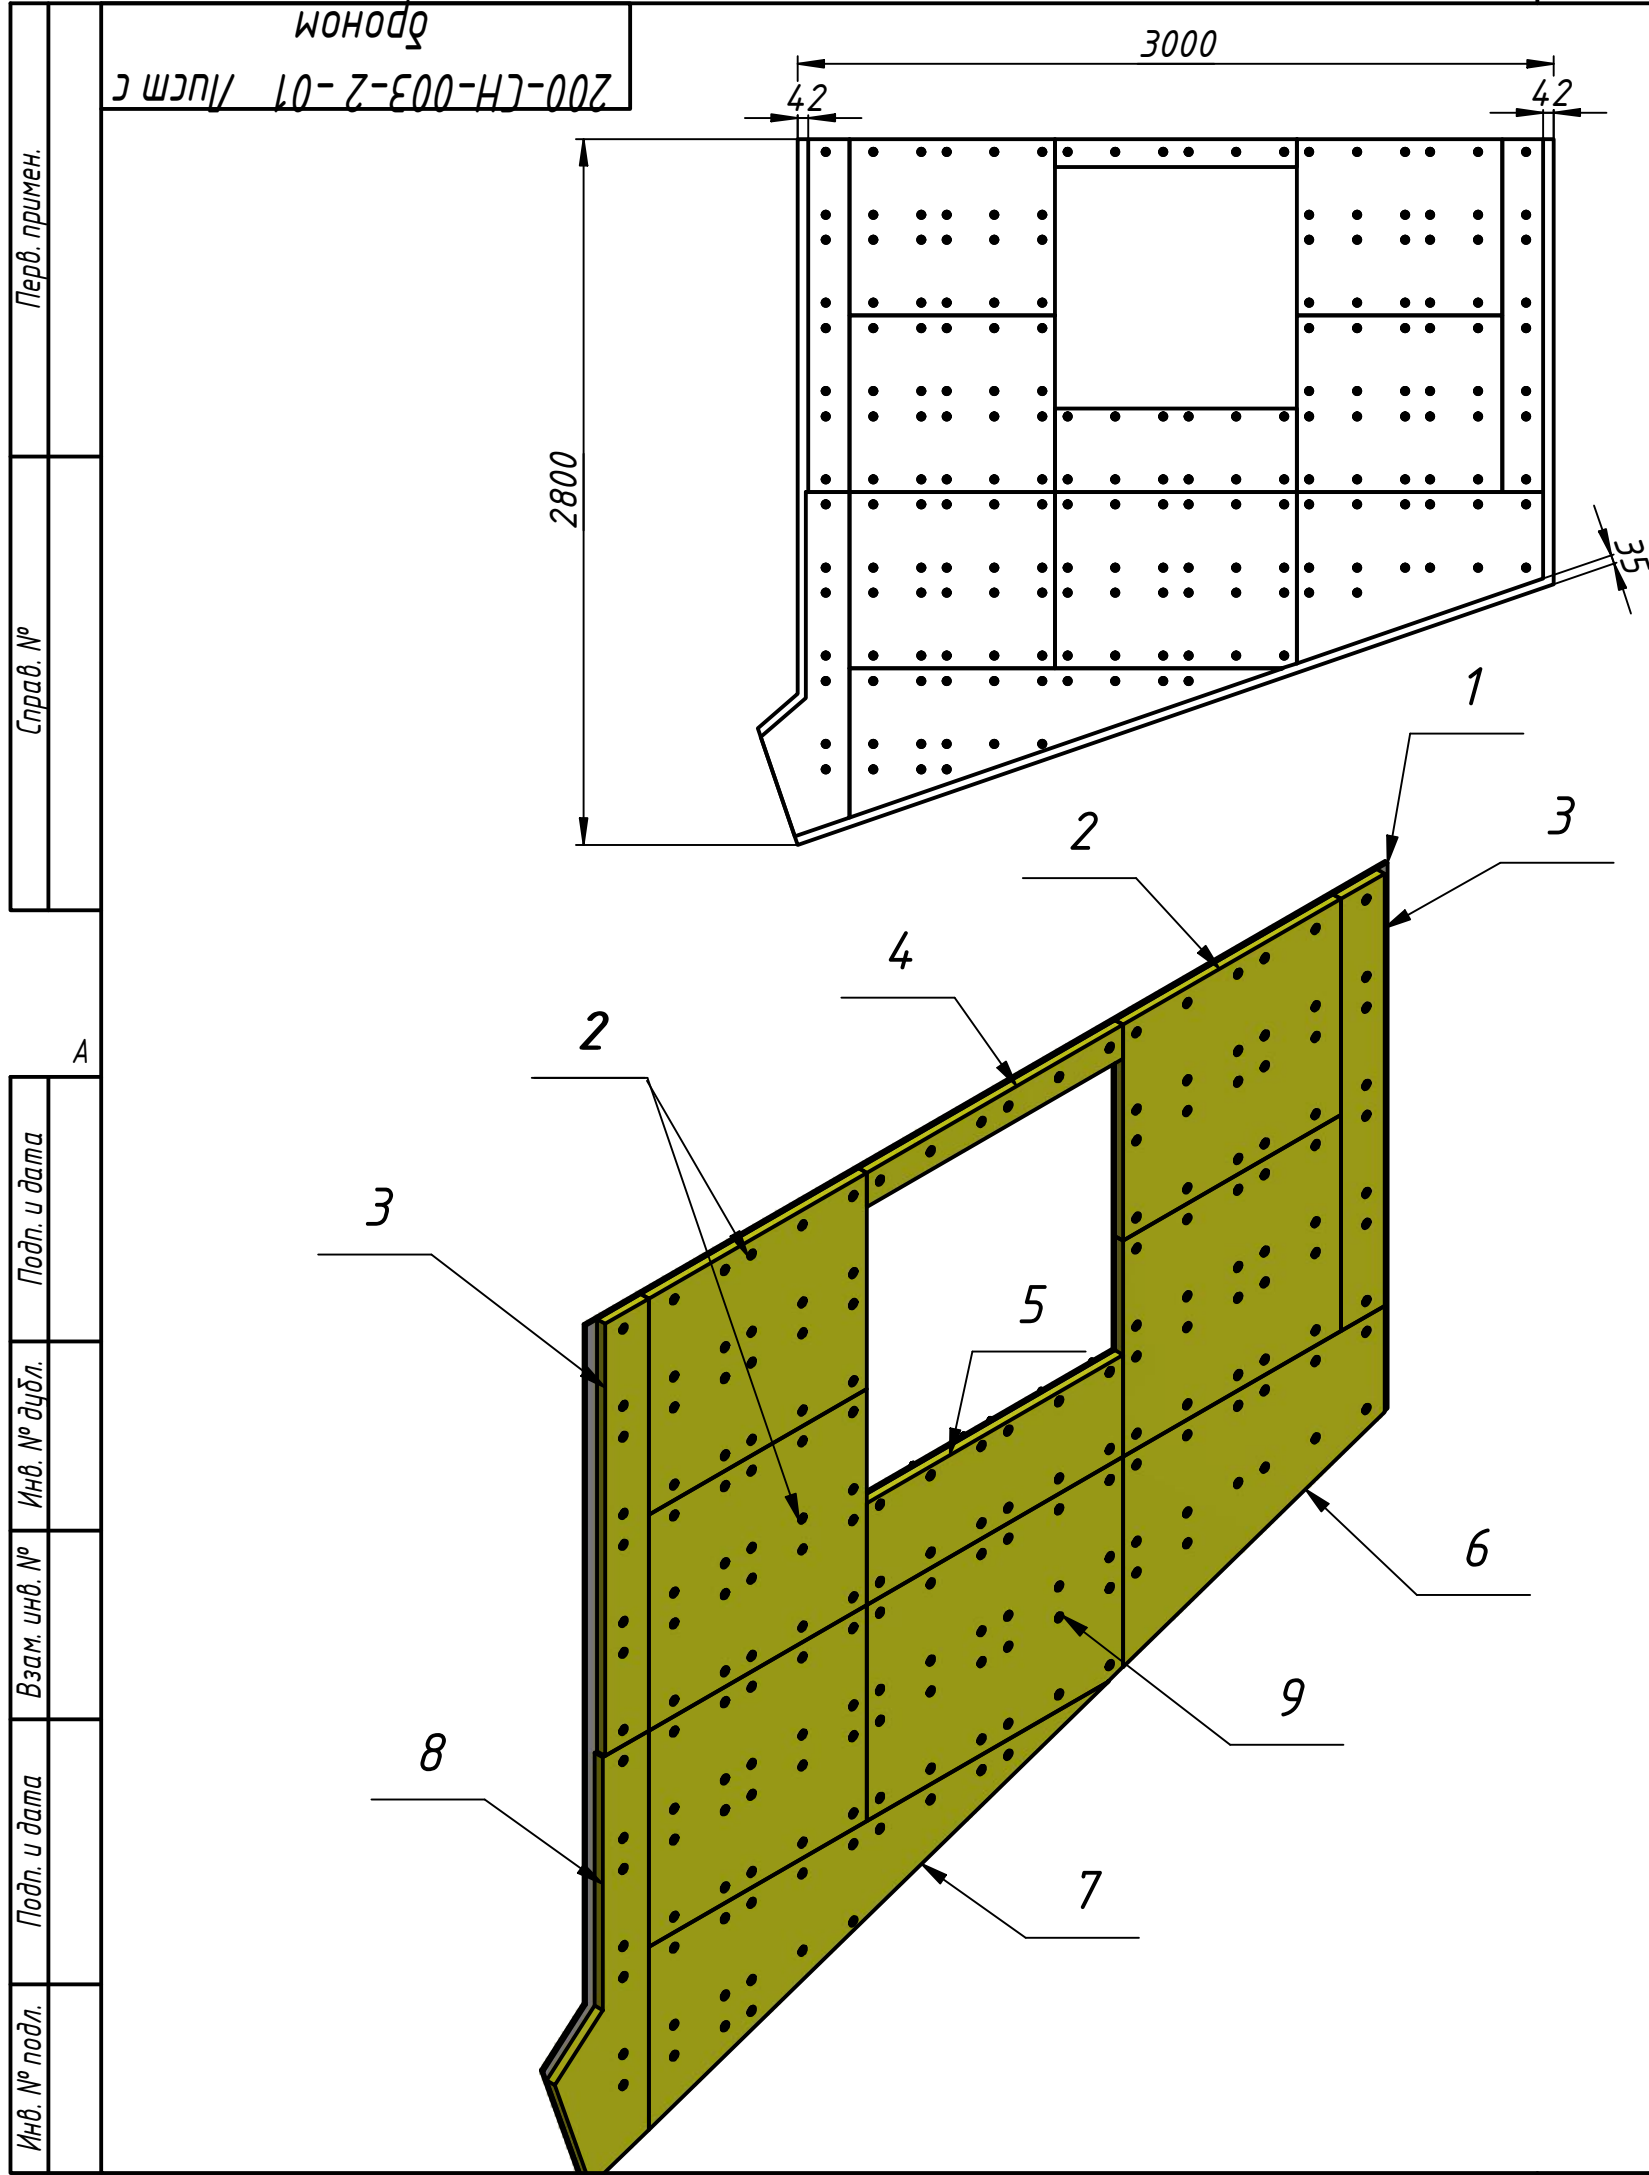 200-СН-003-2-01 Лист с
броном
3000
42
42
2800
35
1
2
3
4
2
3
5
6
9
8
7
Перв. примен.
Справ. №
А
Подп. и дата
Инв. № дубл.
Взам. инв. №
Подп. и дата
Инв. № подл.